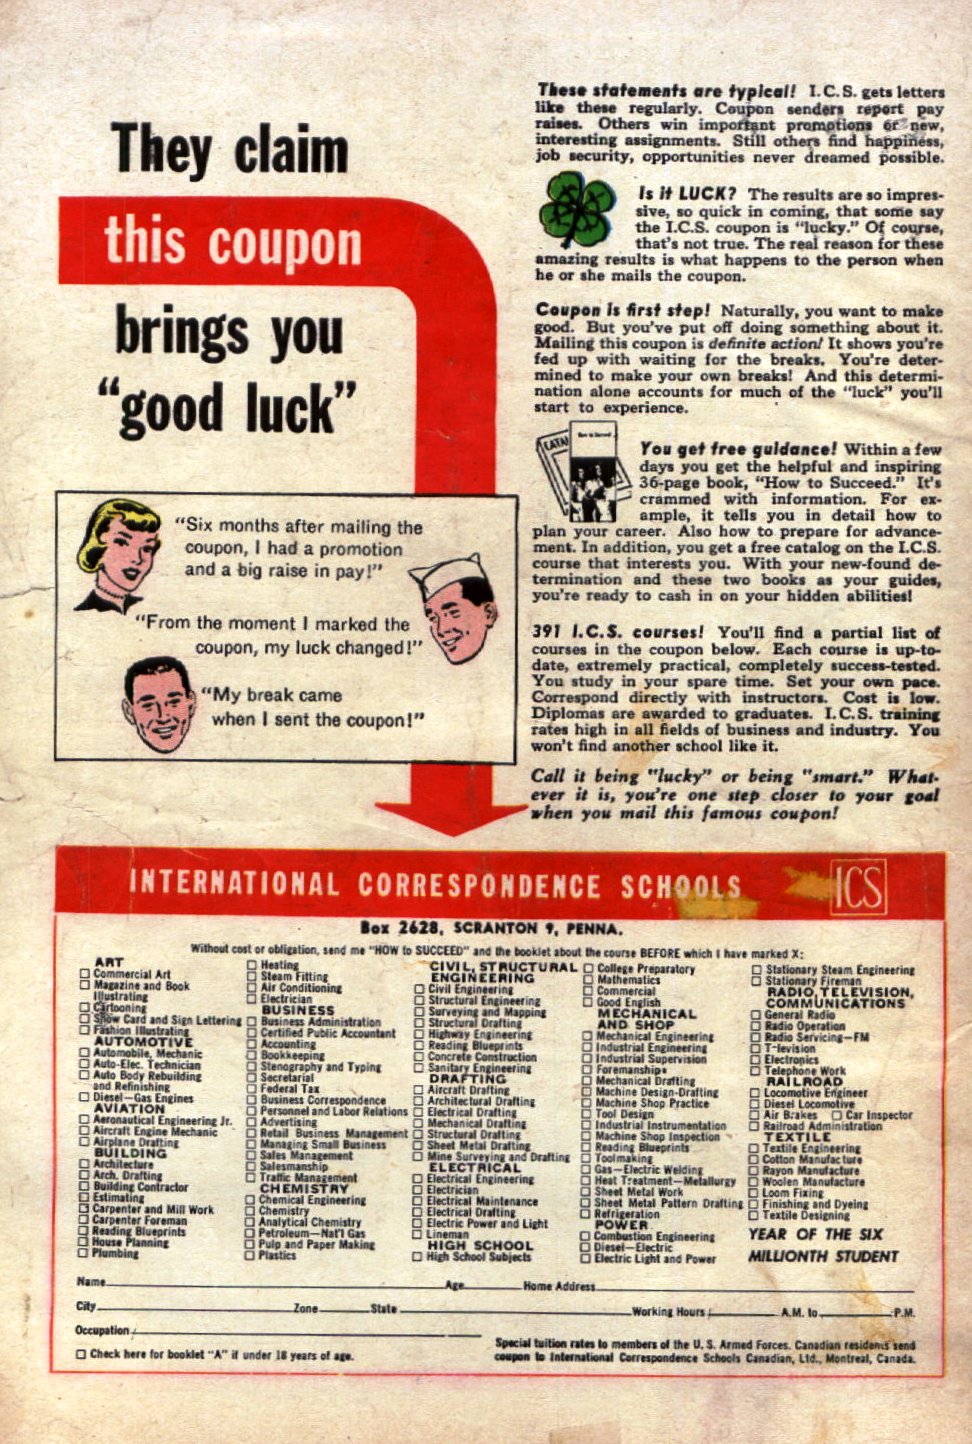 They claim
this coupon
brings you
"good luck"
"Six months after mailing the
coupon, I had a promotion
and a big raise in pay!"
"From the moment I marked the
coupon, my luck changed!"
"My break came
when I sent the coupon!"
These statements are typical! I.C.S. gets letters
like these regularly. Coupon senders report pay
raises. Others win important promotions or new,
interesting assignments. Still others find happiness,
job security, opportunities never dreamed possible.
Is it LUCK? The results are so impres-
sive, so quick in coming, that some say
the I.C.S. coupon is "lucky." Of course,
that's not true. The real reason for these
amazing results is what happens to the person when
he or she mails the coupon.
Coupon is first step! Naturally, you want to make
good. But you've put off doing something about it.
Mailing this coupon is definite action! It shows you're
fed up with waiting for the breaks. You're deter-
mined to make your own breaks! And this determi-
nation alone accounts for much of the "luck" you'll
start to experience.
You get free guidance! Within a few
days you get the helpful and inspiring
36-page book, "How to Succeed." It's
crammed with information. For ex-
ample, it tells you in detail how to
plan your career. Also how to prepare for advance-
ment. In addition, you get a free catalog on the I.C.S.
course that interests you. With your new-found de-
termination and these two books as your guides,
you're ready to cash in on your hidden abilities!
391 I.C.S. courses! You'll find a partial list of
courses in the coupon below. Each course is up-to-
date, extremely practical, completely success-tested.
You study in your spare time. Set your own pace.
Correspond directly with instructors. Cost is low.
Diplomas are awarded to graduates. I.C.S. training
rates high in all fields of business and industry. You
won't find another school like it.
Call it being "lucky" or being "smart." What-
ever it is, you're one step closer to your goal
when you mail this famous coupon!
INTERNATIONAL CORRESPONDENCE SCHOOLS ICS
Box 2628, SCRANTON 9, PENNA.
Without cost or obligation, send me "HOW to SUCCEED" and the booklet about the course BEFORE which I have marked X:
ART
Commercial Art
Magazine and Book
Illustrating
Cartooning
Show Card and Sign Lettering
Fashion Illustrating
AUTOMOTIVE
Automobile, Mechanic
Auto-Elec. Technician
Auto Body Rebuilding
and Refinishing
Diesel—Gas Engines
AVIATION
Aeronautical Engineering Jr.
Aircraft Engine Mechanic
Airplane Drafting
BUILDING
Architecture
Arch. Drafting
Building Contractor
Estimating
Carpenter and Mill Work
Carpenter Foreman
Reading Blueprints
House Planning
Plumbing
Heating
Steam Fitting
Air Conditioning
Electrician
BUSINESS
Business Administration
Certified Public Accountant
Accounting
Bookkeeping
Stenography and Typing
Secretarial
Federal Tax
Business Correspondence
Personnel and Labor Relations
Advertising
Retail Business Management
Managing Small Business
Sales Management
Salesmanship
Traffic Management
CHEMISTRY
Chemical Engineering
Chemistry
Analytical Chemistry
Petroleum—Nat'l Gas
Pulp and Paper Making
Plastics
CIVIL, STRUCTURAL
ENGINEERING
Civil Engineering
Structural Engineering
Surveying and Mapping
Structural Drafting
Highway Engineering
Reading Blueprints
Concrete Construction
Sanitary Engineering
DRAFTING
Aircraft Drafting
Architectural Drafting
Electrical Drafting
Mechanical Drafting
Structural Drafting
Sheet Metal Drafting
Mine Surveying and Drafting
ELECTRICAL
Electrical Engineering
Electrician
Electrical Maintenance
Electrical Drafting
Electric Power and Light
Lineman
HIGH SCHOOL
High School Subjects
College Preparatory
Mathematics
Commercial
Good English
MECHANICAL
AND SHOP
Mechanical Engineering
Industrial Engineering
Industrial Supervision
Foremanship
Mechanical Drafting
Machine Design-Drafting
Machine Shop Practice
Tool Design
Industrial Instrumentation
Machine Shop Inspection
Reading Blueprints
Toolmaking
Gas—Electric Welding
Heat Treatment—Metallurgy
Sheet Metal Work
Sheet Metal Pattern Drafting
Refrigeration
POWER
Combustion Engineering
Diesel—Electric
Electric Light and Power
Stationary Steam Engineering
Stationary Fireman
RADIO, TELEVISION,
COMMUNICATIONS
General Radio
Radio Operation
Radio Servicing—FM
Television
Electronics
Telephone Work
RAILROAD
Locomotive Engineer
Diesel Locomotive
Air Brakes Car Inspector
Railroad Administration
TEXTILE
Textile Engineering
Cotton Manufacture
Rayon Manufacture
Woolen Manufacture
Loom Fixing
Finishing and Dyeing
Textile Designing
YEAR OF THE SIX
MILLIONTH STUDENT
Name Age Home Address
City Zone State Working Hours A.M. to P.M.
Occupation
Check here for booklet "A" if under 18 years of age.
Special tuition rates to members of the U. S. Armed Forces. Canadian residents send
coupon to International Correspondence Schools Canadian, Ltd., Montreal, Canada.